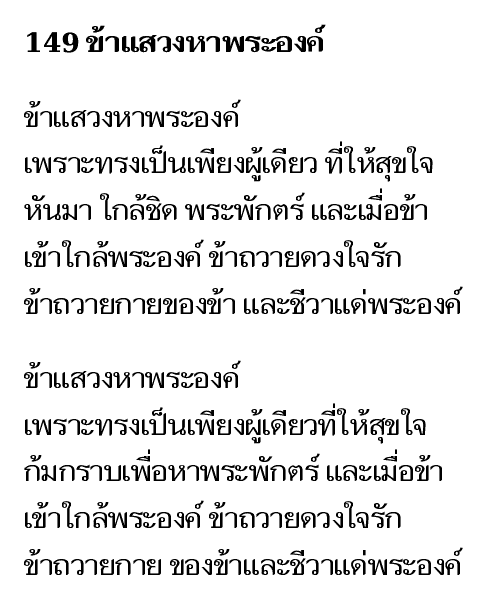 149 ข้าแสวงหาพระองค์
ข้าแสวงหาพระองค์
เพราะทรงเป็นเพียงผู้เดียว ที่ให้สุขใจ
หันมา ใกล้ชิด พระพักตร์ และเมื่อข้า
เข้าใกล้พระองค์ ข้าถวายดวงใจรัก
ข้าถวายกายของข้า และชีวาแด่พระองค์
ข้าแสวงหาพระองค์
เพราะทรงเป็นเพียงผู้เดียวที่ให้สุขใจ
ก้มกราบเพื่อหาพระพักตร์ และเมื่อข้า
เข้าใกล้พระองค์ ข้าถวายดวงใจรัก
ข้าถวายกาย ของข้าและชีวาแด่พระองค์